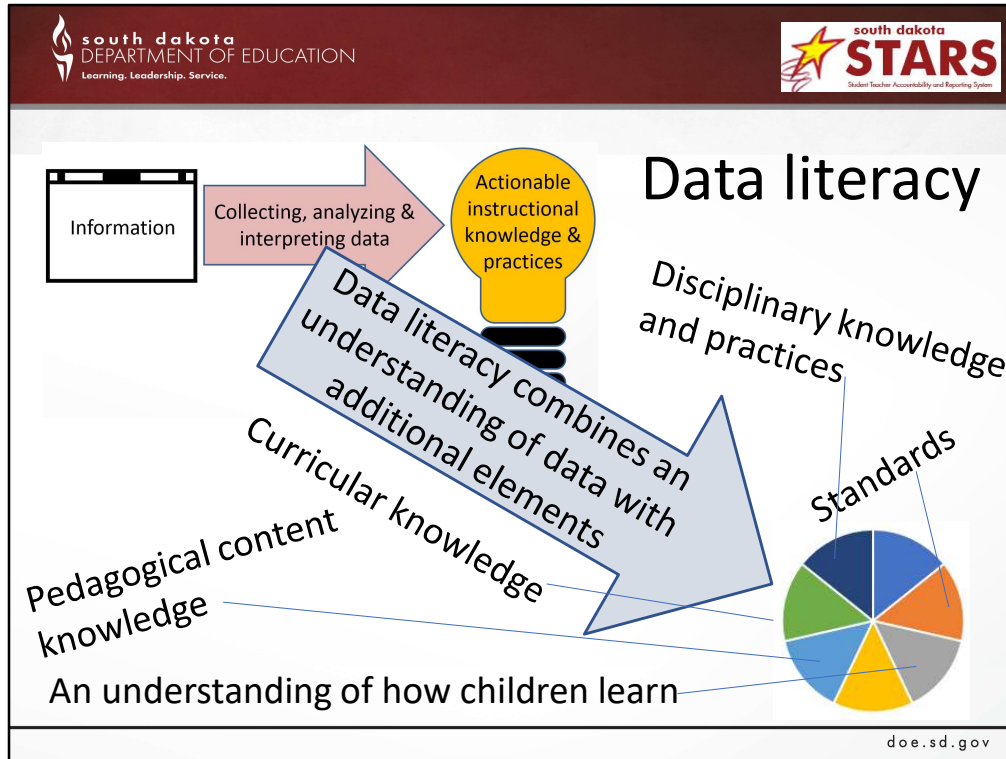 south dakota
DEPARTMENT OF EDUCATION
Learning. Leadership. Service.
south dakota
STARS
Student Teacher Accountability and Reporting System
Data literacy
Information
Collecting, analyzing &
interpreting data
Actionable
instructional
knowledge &
practices
Data literacy combines an
understanding of data with
additional elements
Disciplinary knowledge
and practices
Standards
Curricular knowledge
Pedagogical content
knowledge
An understanding of how children learn
doe.sd.gov